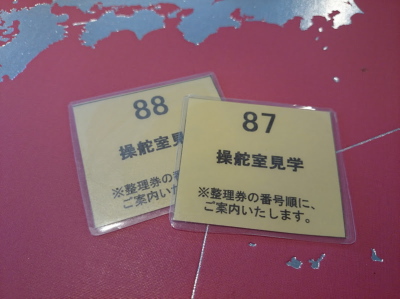 88
操舵室見
※整理券の番
ご案内いた
87
操舵室見学
※整理券の番号順に、
ご案内いたします。